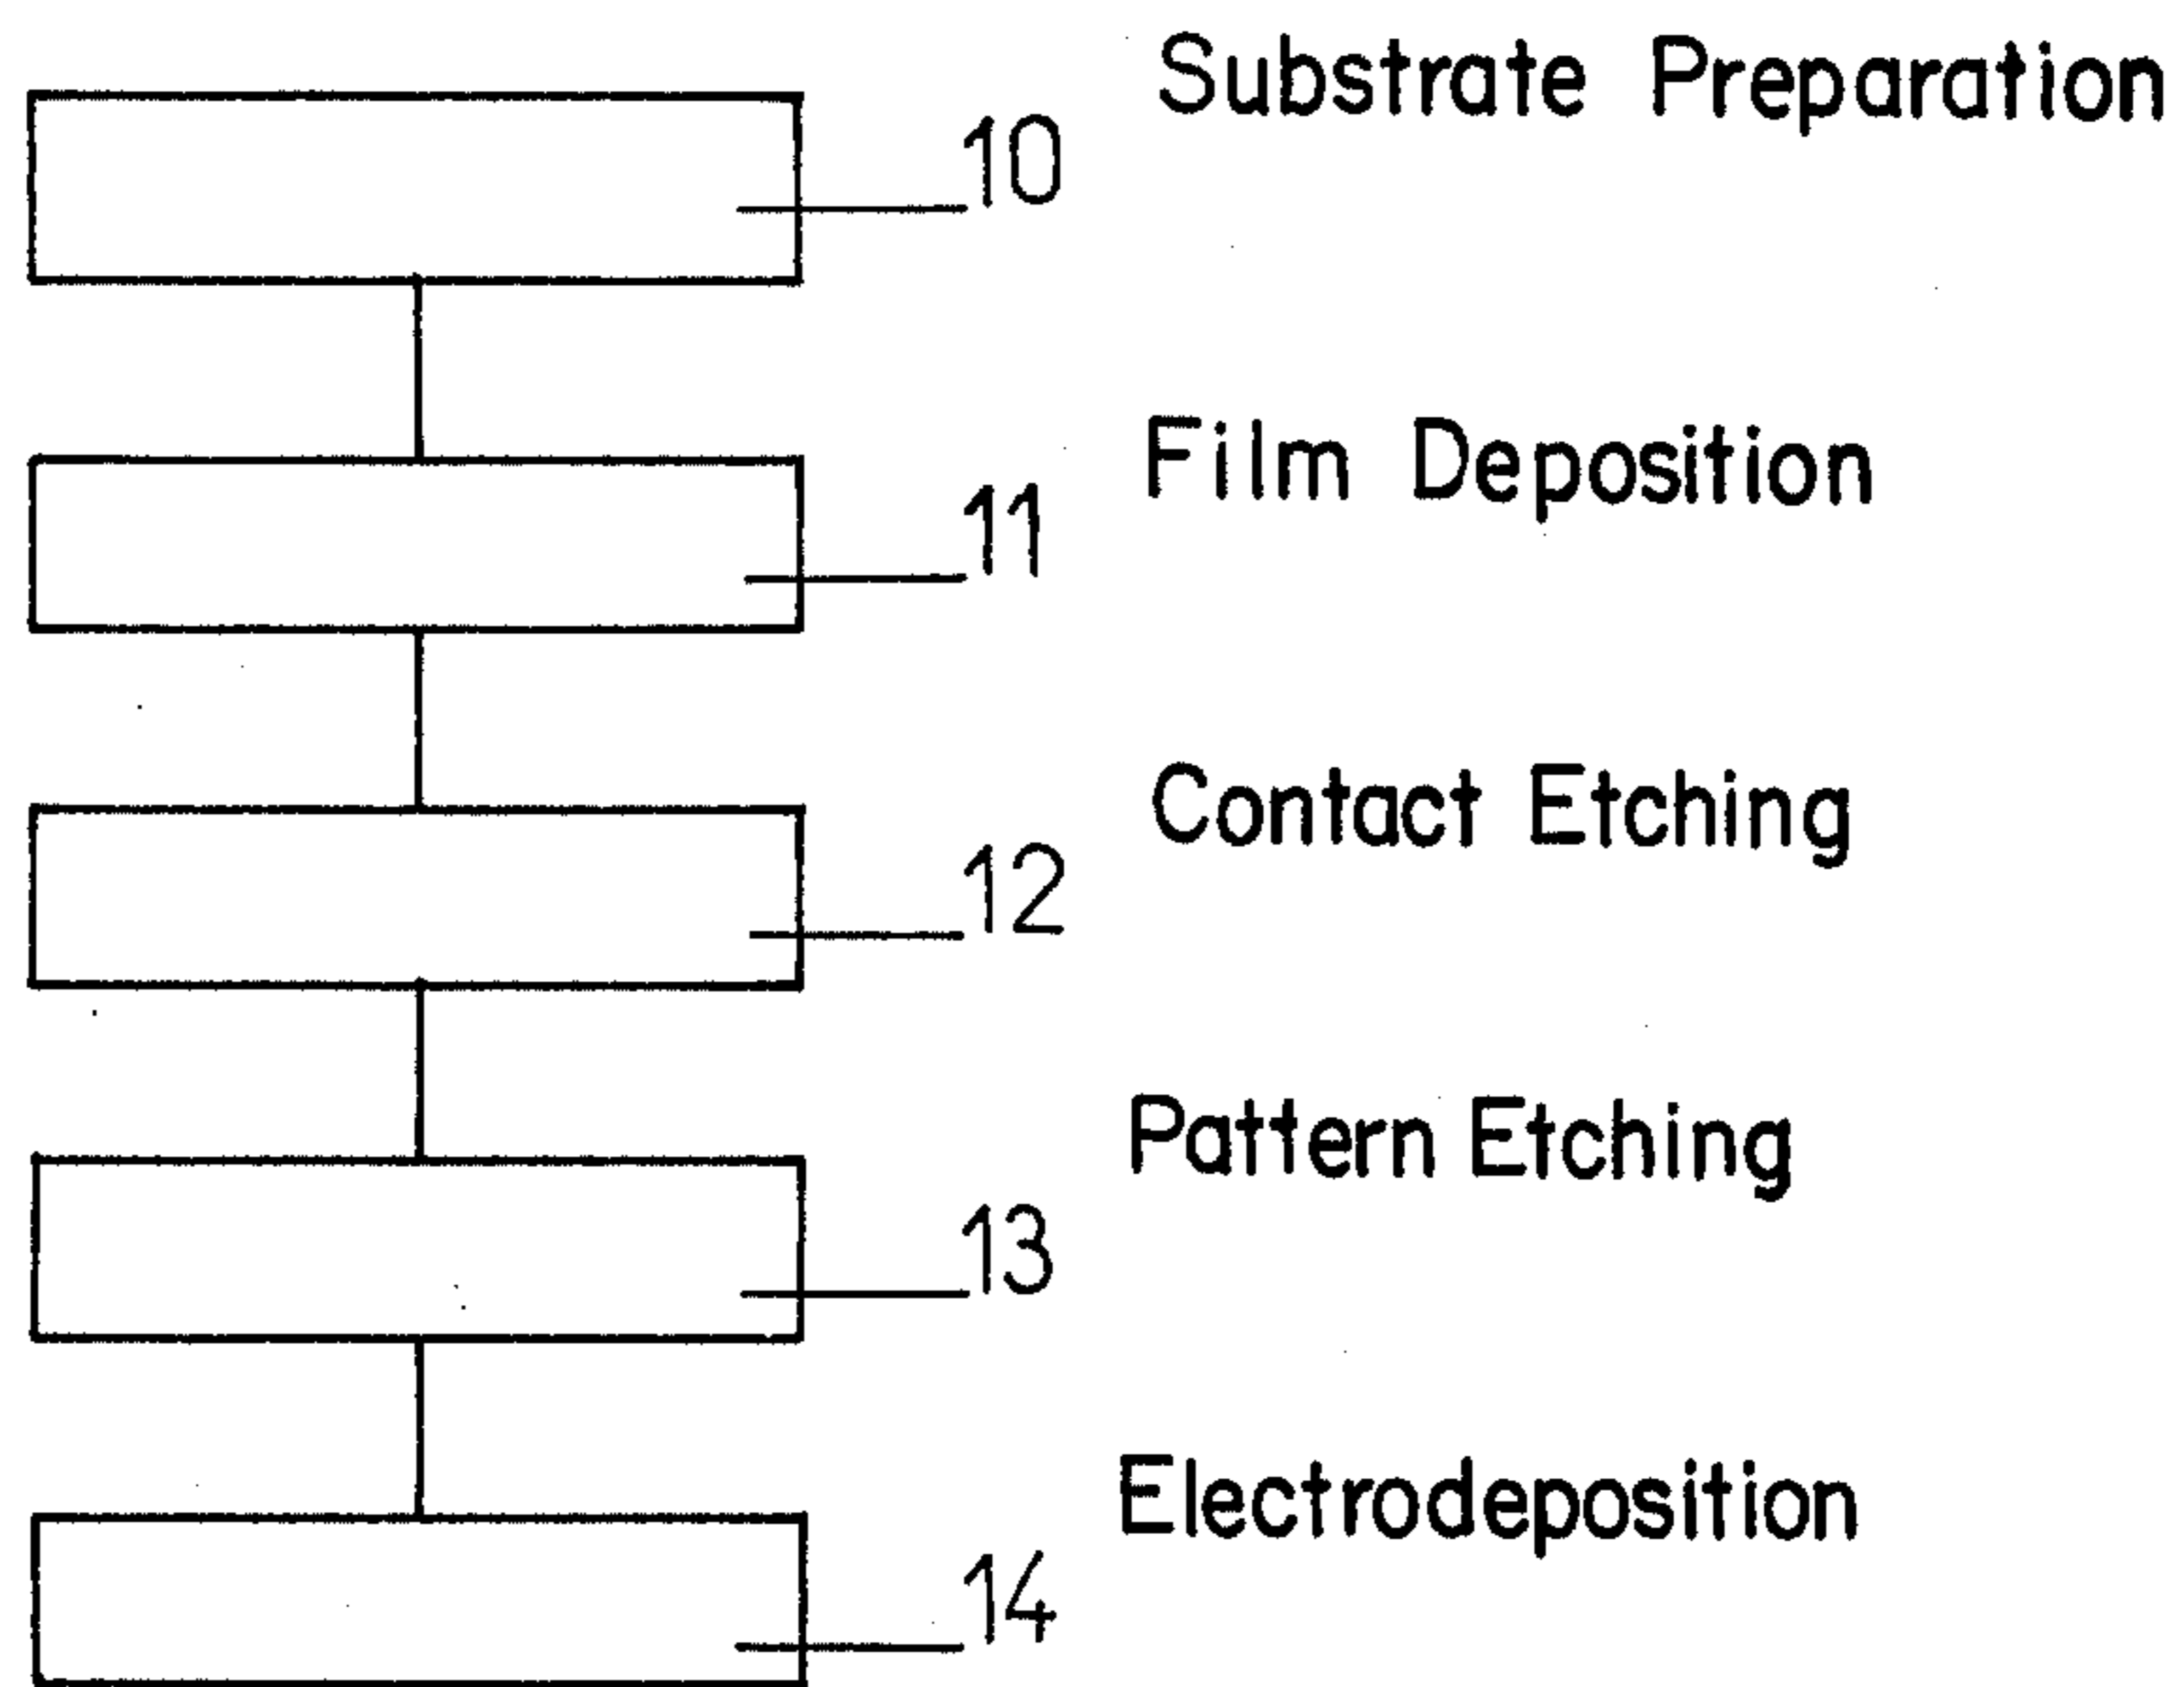 Substrate Preparation
10
Film Deposition
11
Contact Etching
12
Pattern Etching
13
Electrodeposition
14